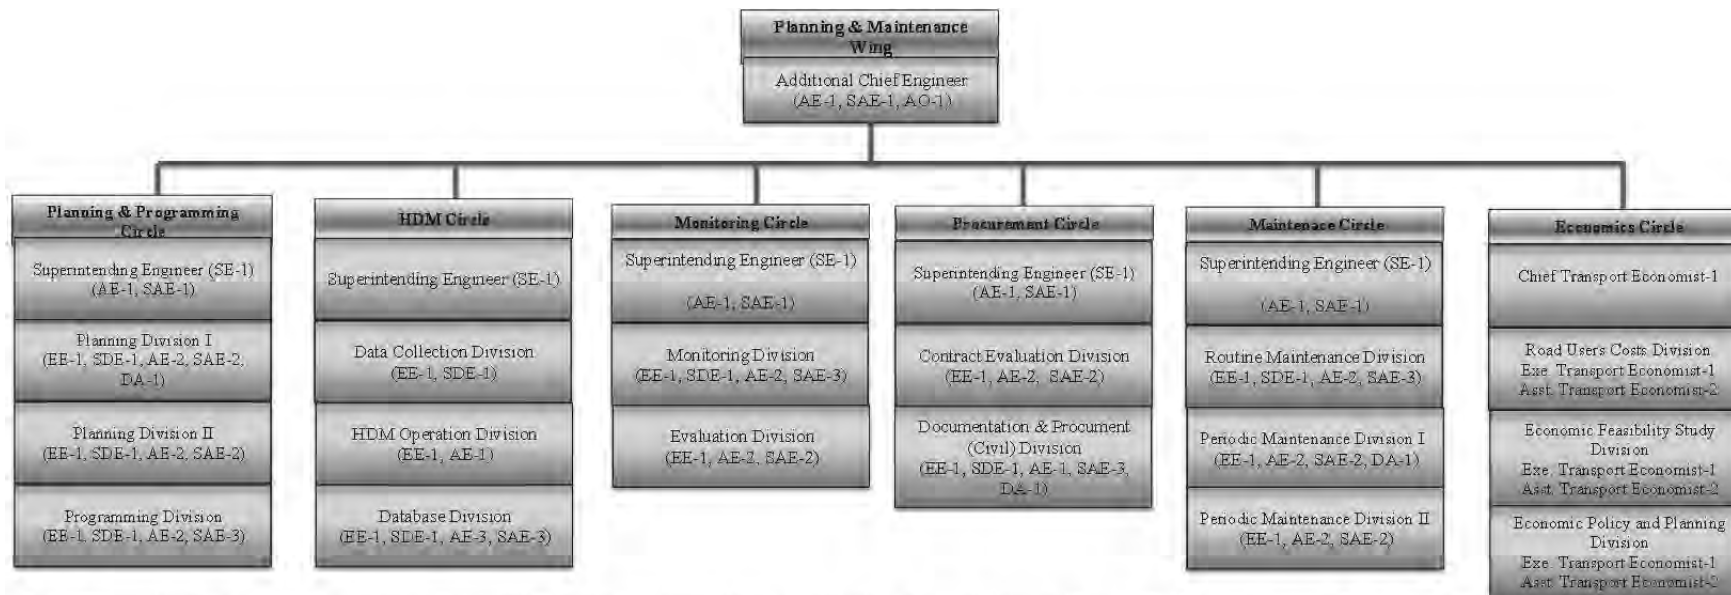 Planning & Maintenance
Wing
Additional Chief Engineer
(AE-1, SAE-1, AO-1)
Planning & Programming
Circle
Superintending Engineer (SE-1)
(AE-1, SAE-1)
Planning Division I
(EE-1, SDE-1, AE-2, SAE-2,
DA-1)
Planning Division II
(EE-1, SDE-1, AE-2, SAE-2)
Programming Division
(EE-1, SDE-1, AE-2, SAE-3)
HDM Circle
Superintending Engineer (SE-1)
Data Collection Division
(EE-1, SDE-1)
HDM Operation Division
(EE-1, AE-1)
Database Division
(EE-1, SDE-1, AE-3, SAE-3)
Monitoring Circle
Superintending Engineer (SE-1)
(AE-1, SAE-1)
Monitoring Division
(EE-1, SDE-1, AE-2, SAE-3)
Evaluation Division
(EE-1, AE-2, SAE-2)
Procurement Circle
Superintending Engineer (SE-1)
(AE-1, SAE-1)
Contract Evaluation Division
(EE-1, AE-2, SAE-2)
Documentation & Procument
(Civil) Division
(EE-1, SDE-1, AE-1, SAE-3,
DA-1)
Maintenace Circle
Superintending Engineer (SE-1)
(AE-1, SAE-1)
Routine Maintenance Division
(EE-1, SDE-1, AE-2, SAE-3)
Periodic Maintenance Division I
(EE-1, AE-2, SAE-2, DA-1)
Periodic Maintenance Division II
(EE-1, AE-2, SAE-2)
Economics Circle
Chief Transport Economist-1
Road Users Costs Division
Exe. Transport Economist-1
Asst. Transport Economist-2
Economic Feasibility Study
Division
Exe. Transport Economist-1
Asst. Transport Economist-2
Economic Policy and Planning
Division
Exe. Transport Economist-1
Asst. Transport Economist-2